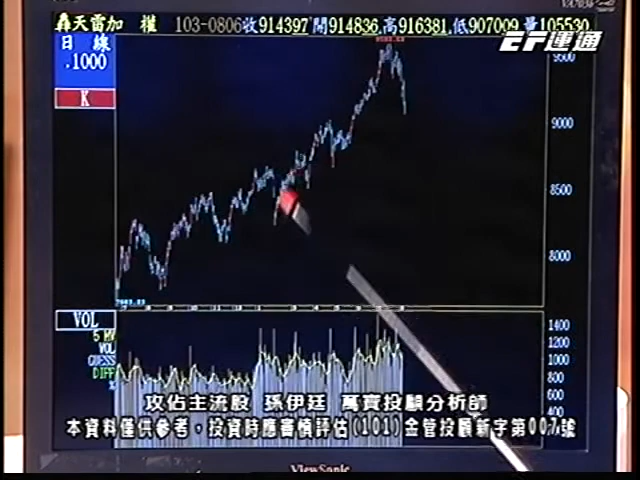 轟天雷加 權 103-0806收914397開914836高916381低907009量105530
EF運通
日線
.1000
K
9500
9000
8500
8000
VOL
5 MV
VOL
GUESS
DIFF
1400
1200
1000
800
600
400
攻佔主流股 孫伊廷 萬寶投顧分析師
本資料僅供參考，投資時應審慎評估(101)金管投顧新字第007號
ViewSonic